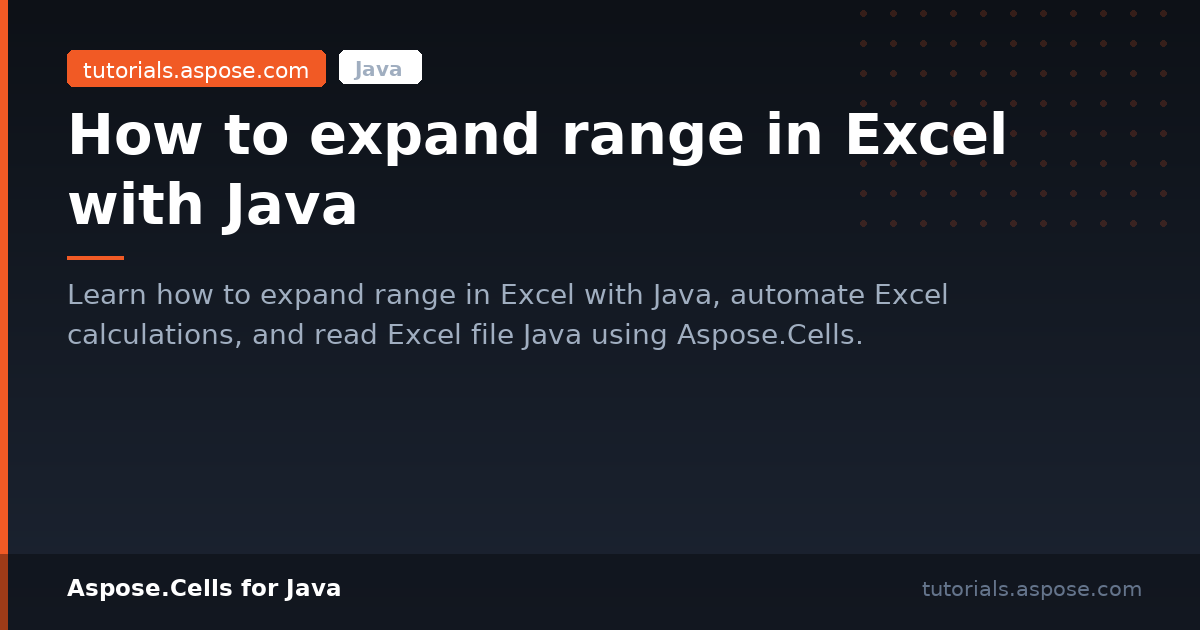 tutorials.aspose.com
Java
How to expand range in Excel
with Java
Learn how to expand range in Excel with Java, automate Excel
calculations, and read Excel file Java using Aspose.Cells.
Aspose.Cells for Java
tutorials.aspose.com